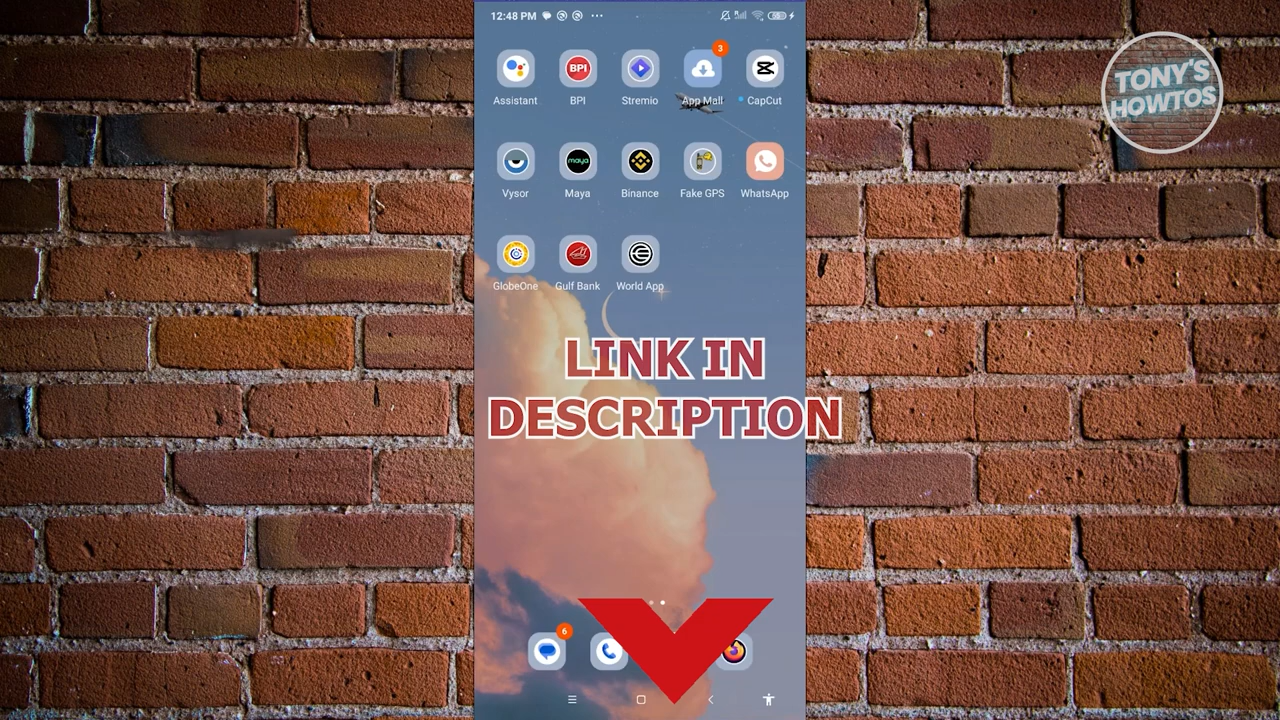 12:48 PM
TONY'S
HOWTOS
3
BPI
Assistant
BPI
Stremio
App Mall
CapCut
maya
Vysor
Maya
Binance
Fake GPS
WhatsApp
GlobeOne
Gulf Bank
World App
LINK IN
DESCRIPTION
6